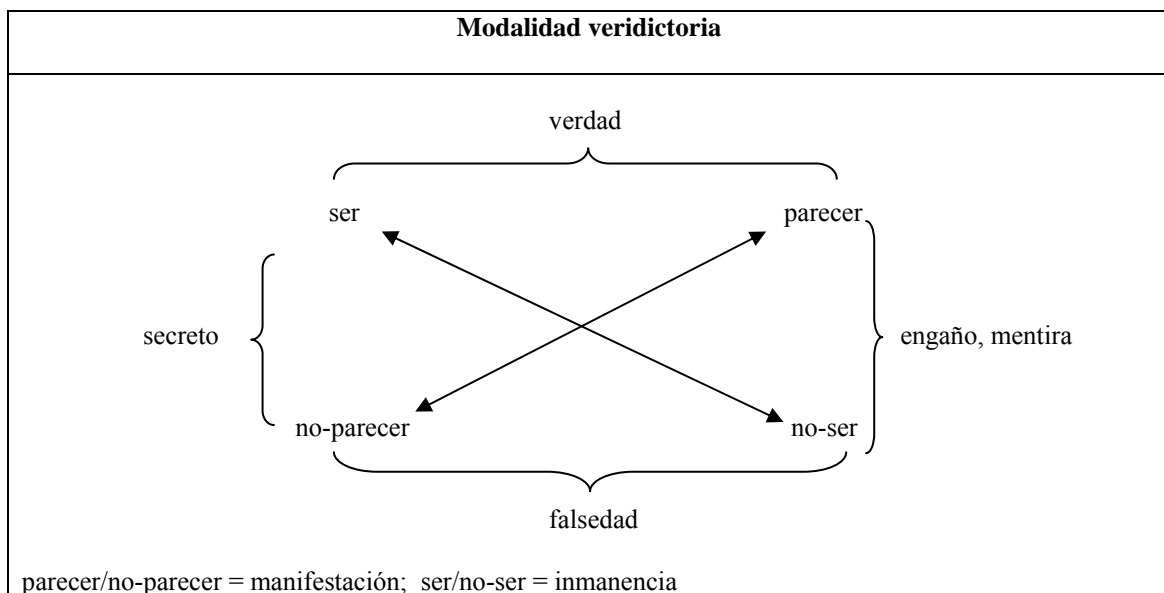 Modalidad veridictoria
verdad
ser parecer
secreto engaño, mentira
no-parecer no-ser
falsedad
parecer/no-parecer = manifestación; ser/no-ser = inmanencia